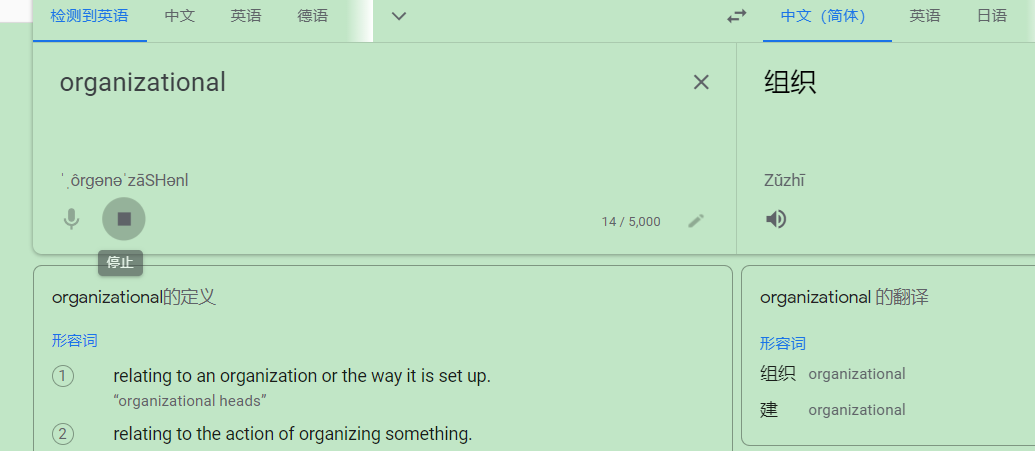 检测到英语 中文 英语 德语 中文（简体） 英语 日语
organizational 组织
ˈˌôrɡənəˈzāSHənl Zǔzhī
14 / 5,000
停止
organizational的定义
形容词
1 relating to an organization or the way it is set up.
“organizational heads”
2 relating to the action of organizing something.
organizational 的翻译
形容词
组织 organizational
建 organizational